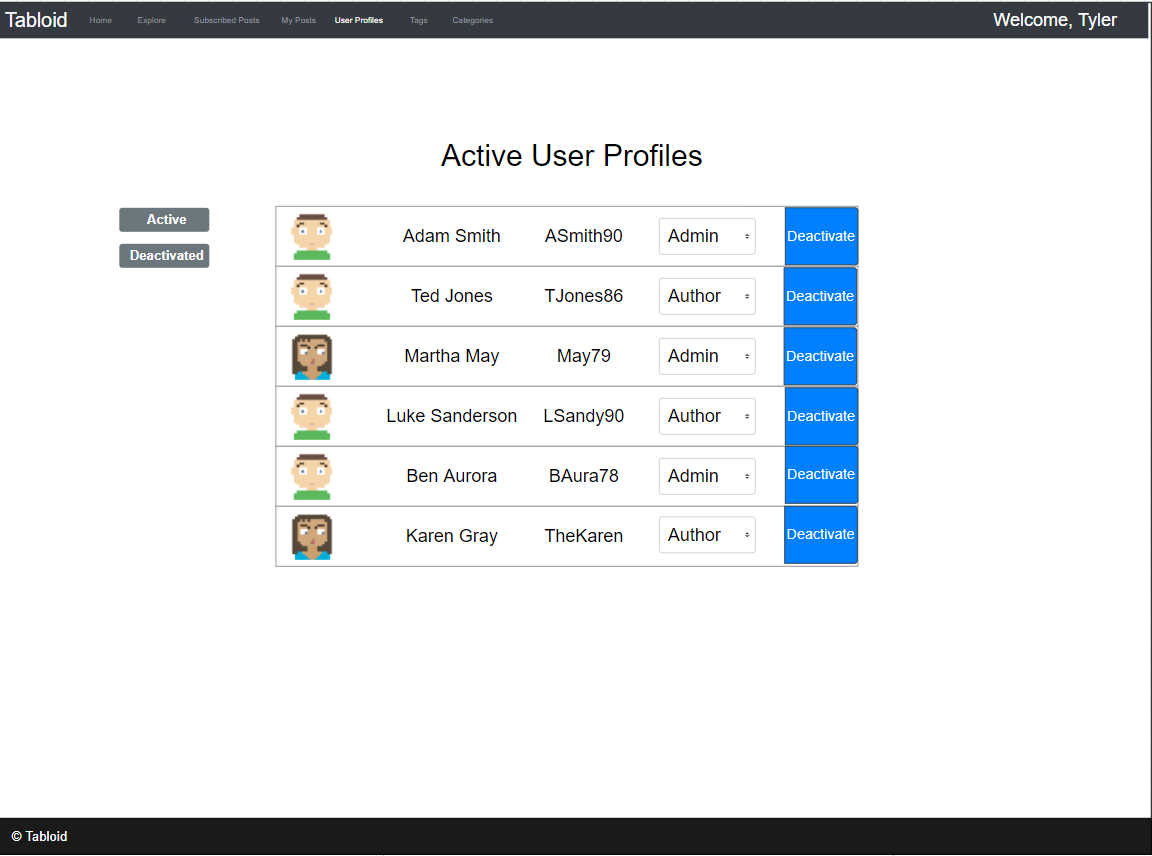 Tabloid Home Explore Subscribed Posts My Posts User Profiles Tags Categories Welcome, Tyler
Active User Profiles
Active
Deactivated
Adam Smith ASmith90 Admin Deactivate
Ted Jones TJones86 Author Deactivate
Martha May May79 Admin Deactivate
Luke Sanderson LSandy90 Author Deactivate
Ben Aurora BAura78 Admin Deactivate
Karen Gray TheKaren Author Deactivate
© Tabloid